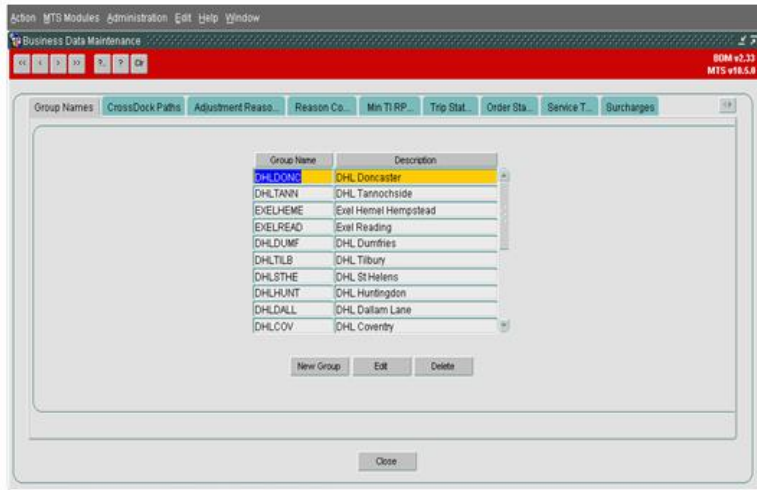 Action MTS Modules Administration Edit Help Window
Business Data Maintenance
<< < > >> ?.. ? Clr
BDM v2.33
MTS v10.5.0
Group Names CrossDock Paths Adjustment Reaso... Reason Co... Min TI RP... Trip Stat... Order Sta... Service T... Surcharges
Group Name Description
DHLDONC DHL Doncaster
DHLTANN DHL Tannochside
EXELHEME Exel Hemel Hempstead
EXELREAD Exel Reading
DHLDUMF DHL Dumfries
DHLTILB DHL Tilbury
DHLSTHE DHL St Helens
DHLHUNT DHL Huntingdon
DHLDALL DHL Dallam Lane
DHLCOV DHL Coventry
New Group Edit Delete
Close